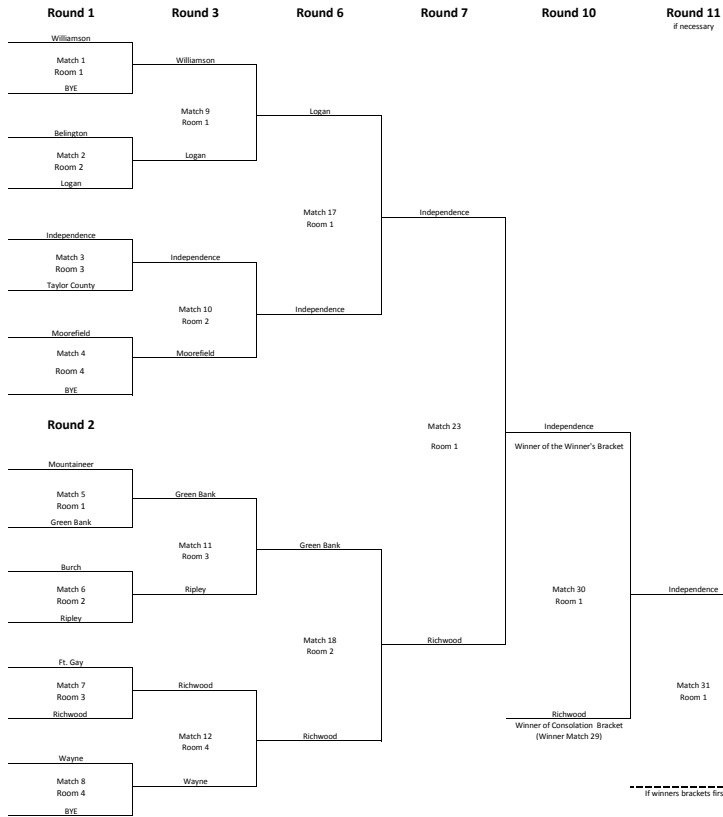 Round 1 Round 3 Round 6 Round 7 Round 10 Round 11
if necessary
Williamson
Match 1
Room 1
BYE
Williamson
Match 9
Room 1
Belington
Match 2
Room 2
Logan
Logan
Logan
Match 17
Room 1
Independence
Match 3
Room 3
Taylor County
Independence
Match 10
Room 2
Independence
Moorefield
Match 4
Room 4
BYE
Moorefield
Independence
Round 2
Match 23
Room 1
Independence
Winner of the Winner's Bracket
Mountaineer
Match 5
Room 1
Green Bank
Green Bank
Match 11
Room 3
Green Bank
Burch
Match 6
Room 2
Ripley
Ripley
Match 30
Room 1
Independence
Match 18
Room 2
Richwood
Ft. Gay
Match 7
Room 3
Richwood
Richwood
Match 12
Room 4
Richwood
Match 31
Room 1
Richwood
Winner of Consolation Bracket
(Winner Match 29)
Wayne
Match 8
Room 4
BYE
Wayne
If winners brackets firs